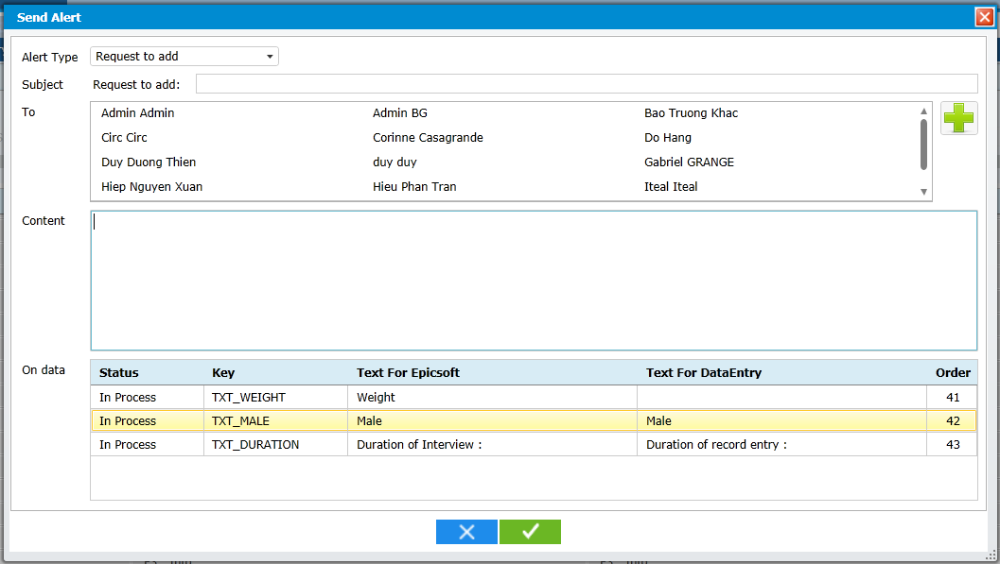 Send Alert
Alert Type Request to add
Subject Request to add:
To
Admin Admin Admin BG Bao Truong Khac
Circ Circ Corinne Casagrande Do Hang
Duy Duong Thien duy duy Gabriel GRANGE
Hiep Nguyen Xuan Hieu Phan Tran Iteal Iteal
Content
On data
Status Key Text For Epicsoft Text For DataEntry Order
In Process TXT_WEIGHT Weight 41
In Process TXT_MALE Male Male 42
In Process TXT_DURATION Duration of Interview : Duration of record entry : 43